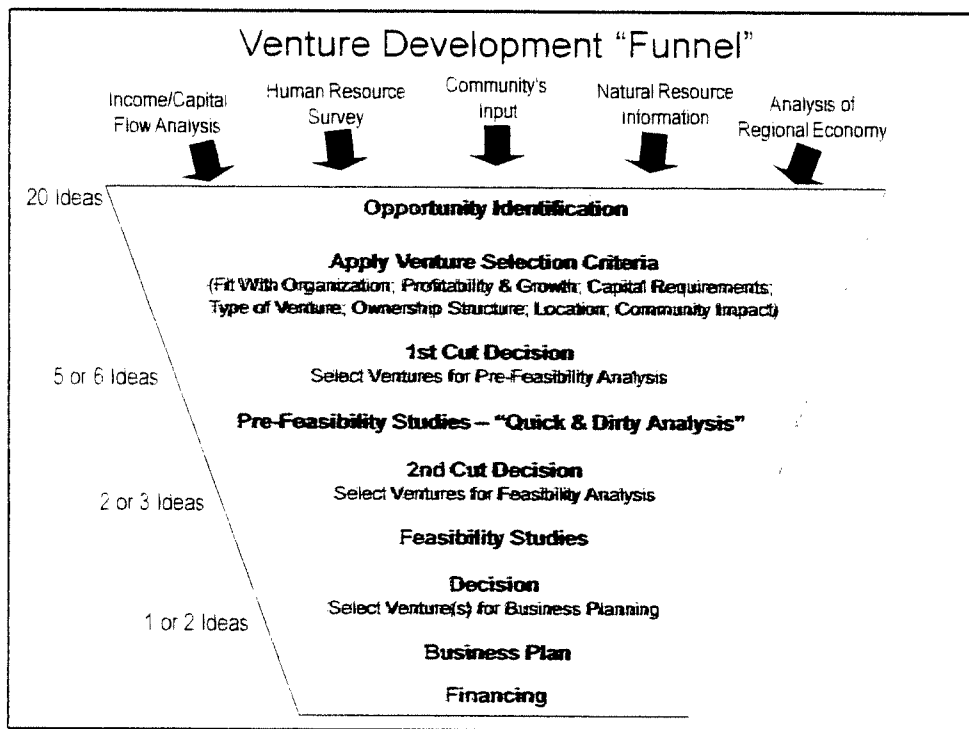 Venture Development “Funnel”
Income/Capital
Flow Analysis
Human Resource
Survey
Community's
Input
Natural Resource
Information
Analysis of
Regional Economy
20 Ideas
Opportunity Identification
Apply Venture Selection Criteria
(Fit With Organization; Profitability & Growth; Capital Requirements;
Type of Venture; Ownership Structure; Location; Community Impact)
1st Cut Decision
5 or 6 Ideas
Select Ventures for Pre-Feasibility Analysis
Pre-Feasibility Studies – “Quick & Dirty Analysis”
2nd Cut Decision
2 or 3 Ideas
Select Ventures for Feasibility Analysis
Feasibility Studies
Decision
Select Venture(s) for Business Planning
1 or 2 Ideas
Business Plan
Financing